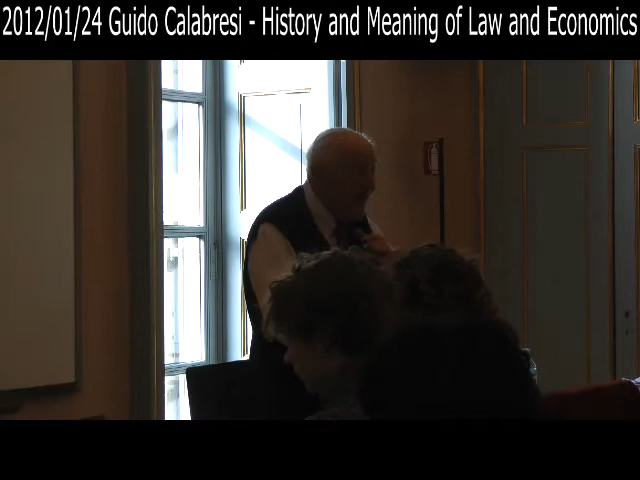 2012/01/24 Guido Calabresi - History and Meaning of Law and Economics